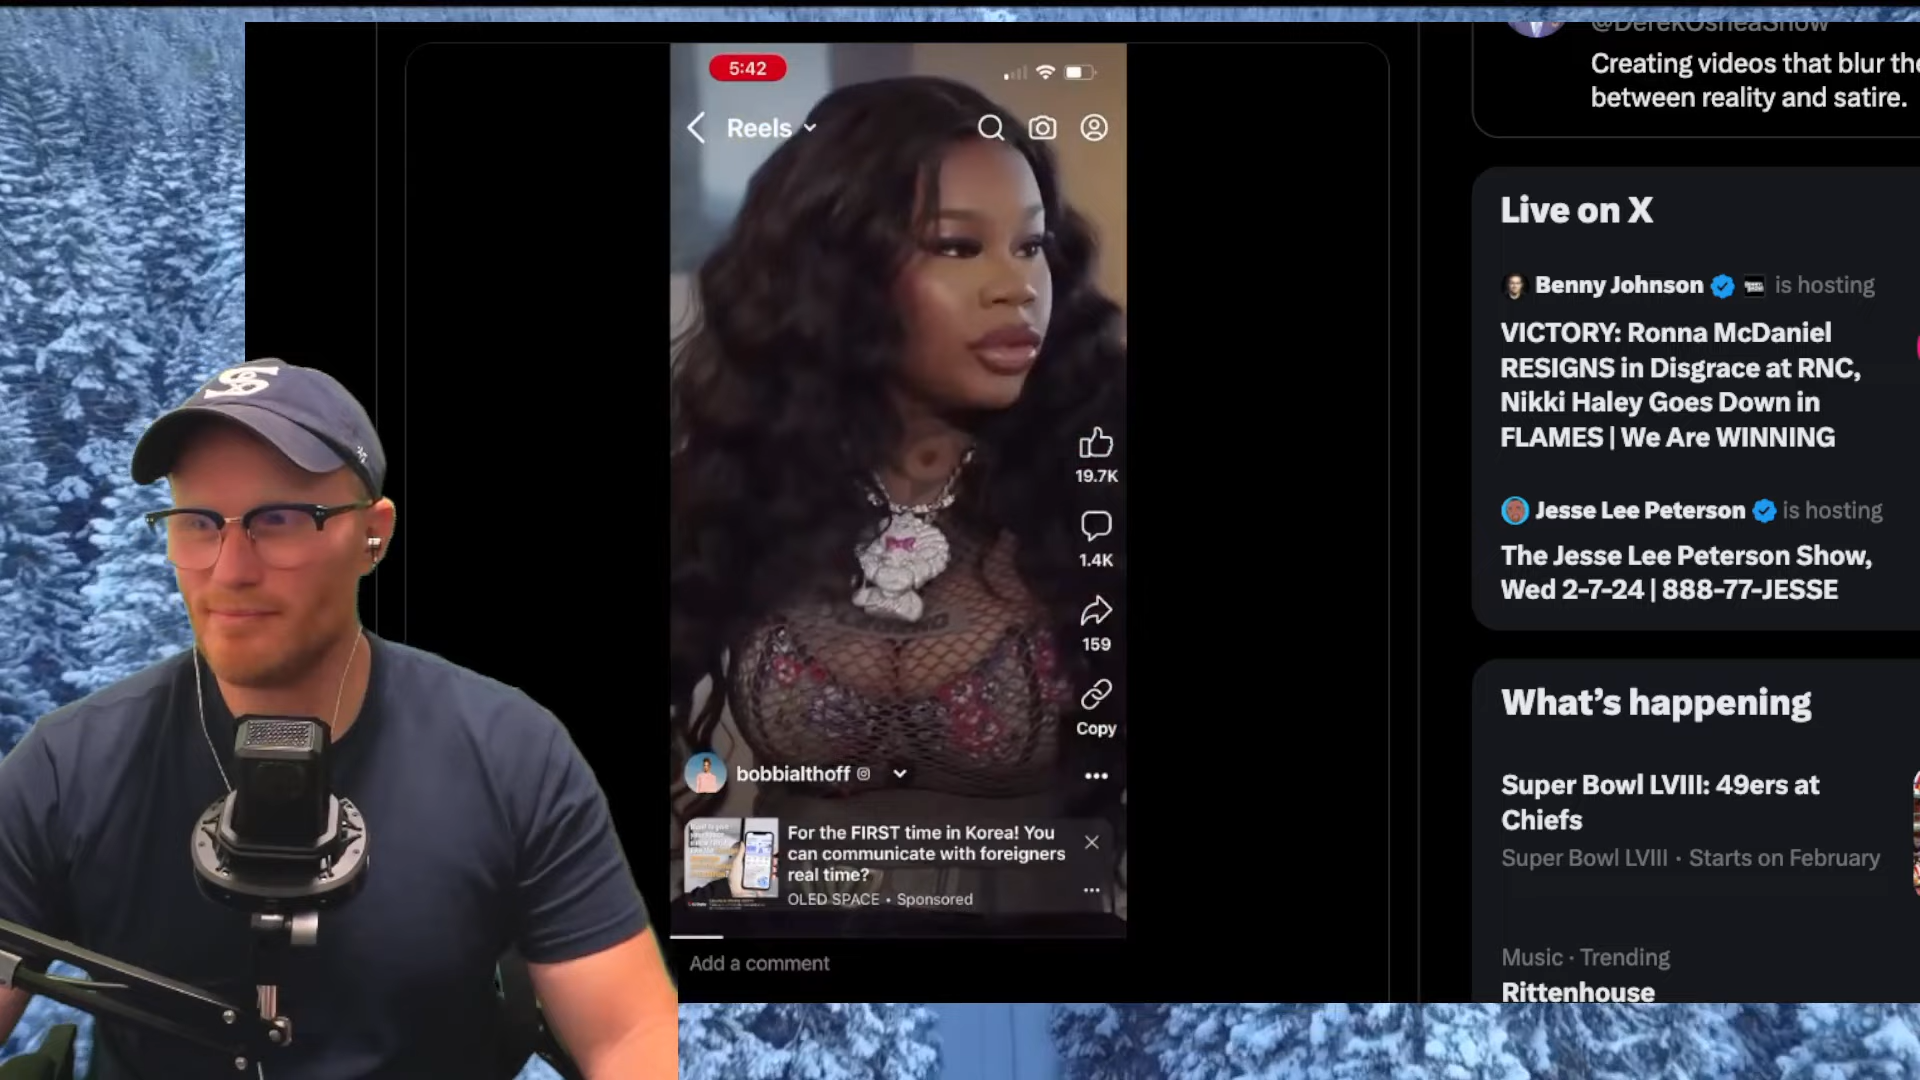 @DerekOsheaShow
Creating videos that blur the
between reality and satire.
5:42
Reels
19.7K
1.4K
159
Copy
bobbialthoff
For the FIRST time in Korea! You
can communicate with foreigners
real time?
OLED SPACE • Sponsored
Add a comment
Live on X
Benny Johnson is hosting
VICTORY: Ronna McDaniel
RESIGNS in Disgrace at RNC,
Nikki Haley Goes Down in
FLAMES | We Are WINNING
Jesse Lee Peterson is hosting
The Jesse Lee Peterson Show,
Wed 2-7-24 | 888-77-JESSE
What's happening
Super Bowl LVIII: 49ers at
Chiefs
Super Bowl LVIII · Starts on February
Music · Trending
Rittenhouse